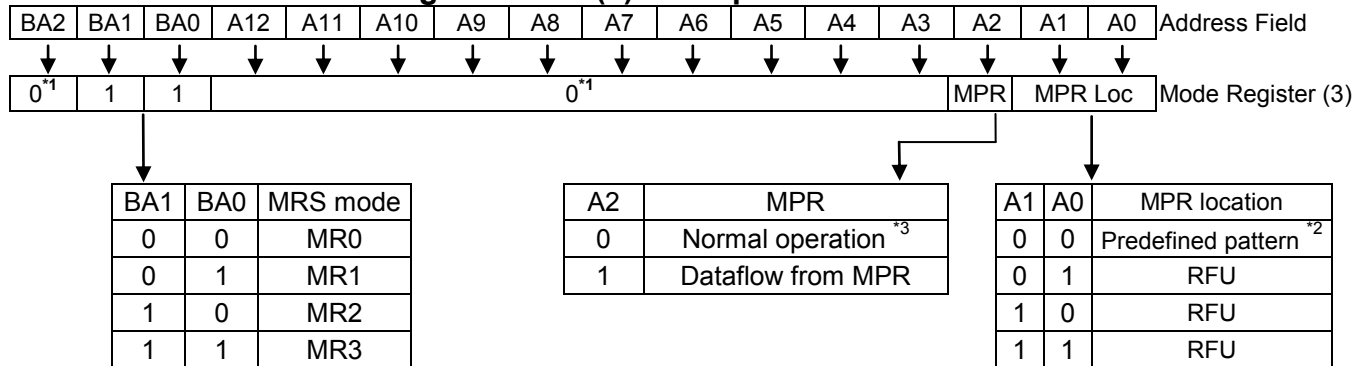 BA2 BA1 BA0 A12 A11 A10 A9 A8 A7 A6 A5 A4 A3 A2 A1 A0 Address Field
0*1 1 1 0*1 MPR MPR Loc Mode Register (3)
BA1 BA0 MRS mode
0 0 MR0
0 1 MR1
1 0 MR2
1 1 MR3
A2 MPR
0 Normal operation *3
1 Dataflow from MPR
A1 A0 MPR location
0 0 Predefined pattern *2
0 1 RFU
1 0 RFU
1 1 RFU